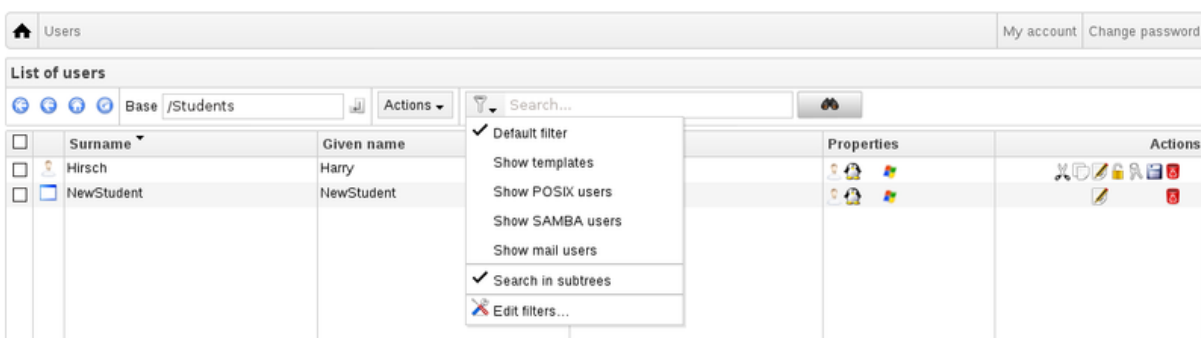 Users My account Change password
List of users
Base /Students Actions Search...
Default filter
Surname Given name Properties Actions
Show templates
Hirsch Harry
Show POSIX users
NewStudent NewStudent
Show SAMBA users
Show mail users
Search in subtrees
Edit filters...